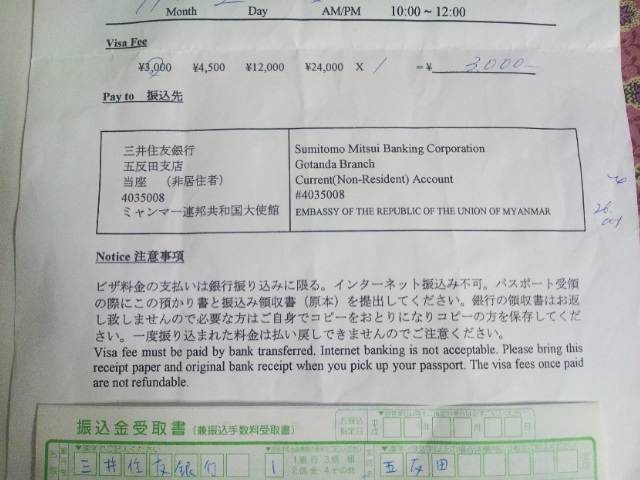 Month Day AM/PM 10:00～12:00
Visa Fee
¥3,000 ¥4,500 ¥12,000 ¥24,000 X 1 =¥ 3,000-
Pay to 振込先
三井住友銀行
五反田支店
当座 （非居住者）
4035008
ミャンマー連邦共和国大使館
Sumitomo Mitsui Banking Corporation
Gotanda Branch
Current(Non-Resident) Account
#4035008
EMBASSY OF THE REPUBLIC OF THE UNION OF MYANMAR
Notice 注意事項
ビザ料金の支払いは銀行振り込みに限る。インターネット振込み不可。パスポート受領
の際にこの預かり書と振込み領収書（原本）を提出してください。銀行の領収書はお返
し致しませんので必要な方はご自身でコピーをおとりになりコピーの方を保存してくだ
さい。一度振り込まれた料金は払い戻しできませんのでご注意ください。
Visa fee must be paid by bank transferred. Internet banking is not acceptable. Please bring this
receipt paper and original bank receipt when you pick up your passport. The visa fees once paid
are not refundable.
振込金受取書（兼振込手数料受取書）
三井住友銀行 1 五反田